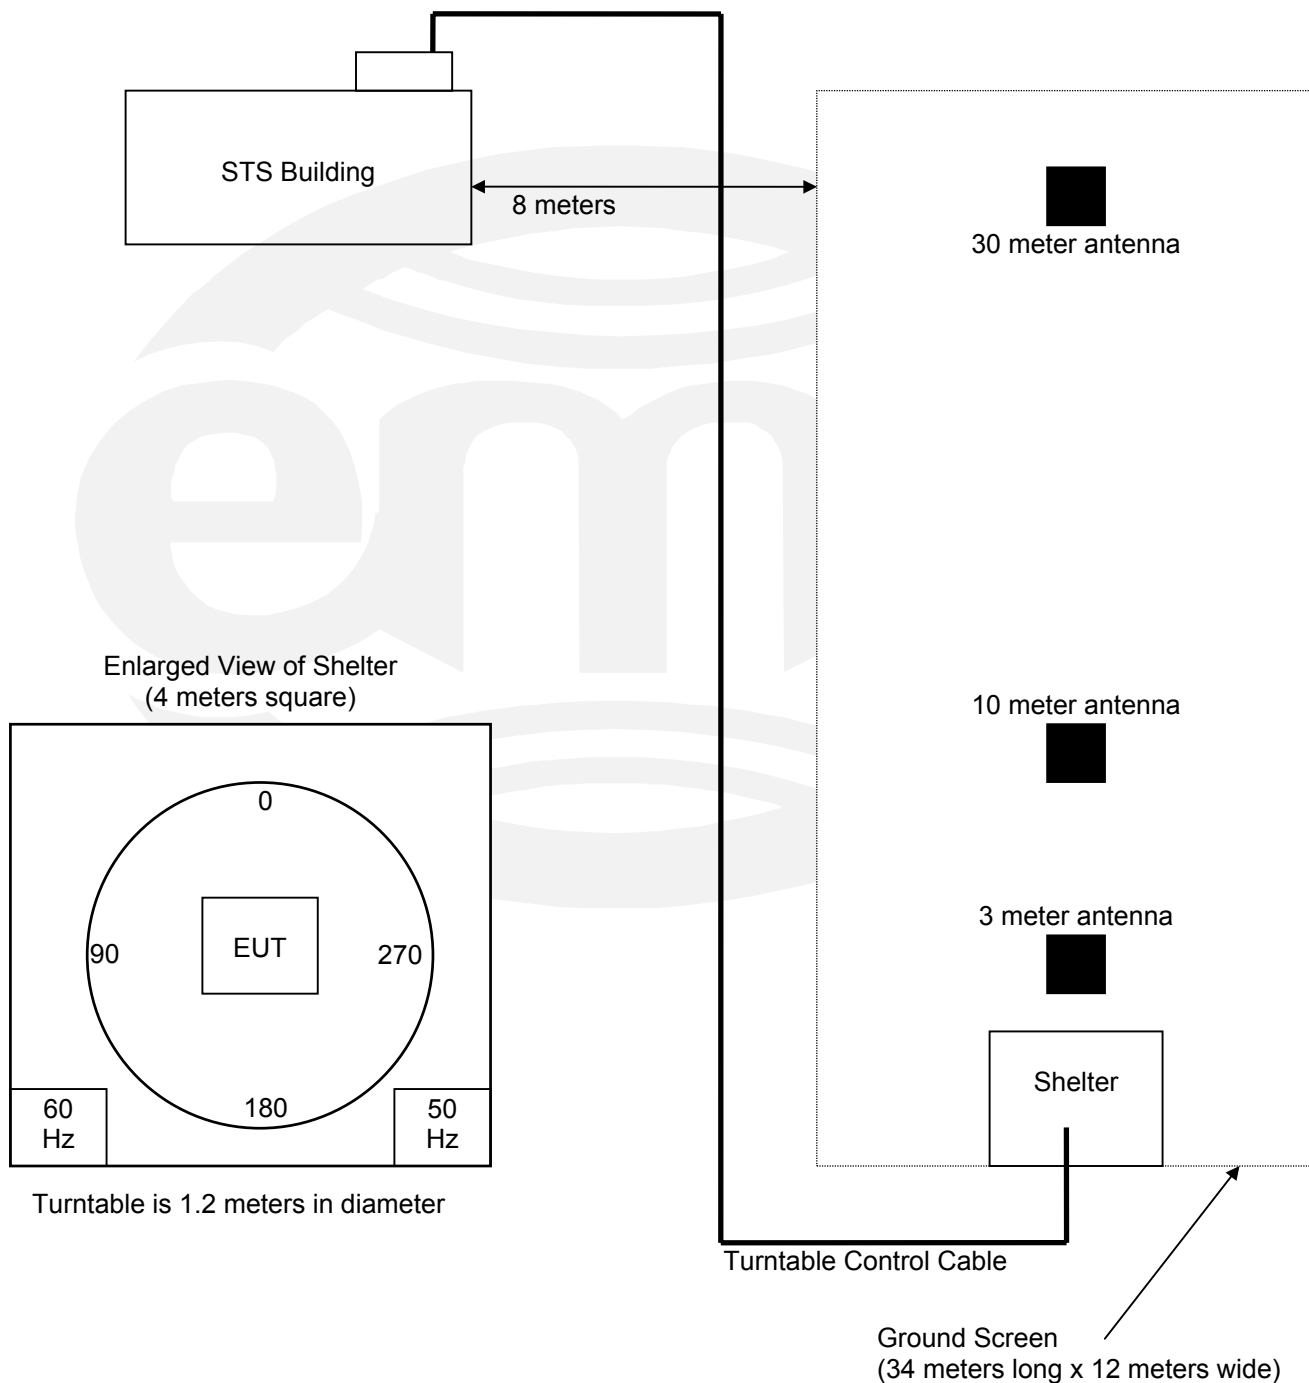 STS Building
8 meters
30 meter antenna
Enlarged View of Shelter
(4 meters square)
0
90
EUT
270
180
60
Hz
50
Hz
Turntable is 1.2 meters in diameter
10 meter antenna
3 meter antenna
Shelter
Turntable Control Cable
Ground Screen
(34 meters long x 12 meters wide)
em